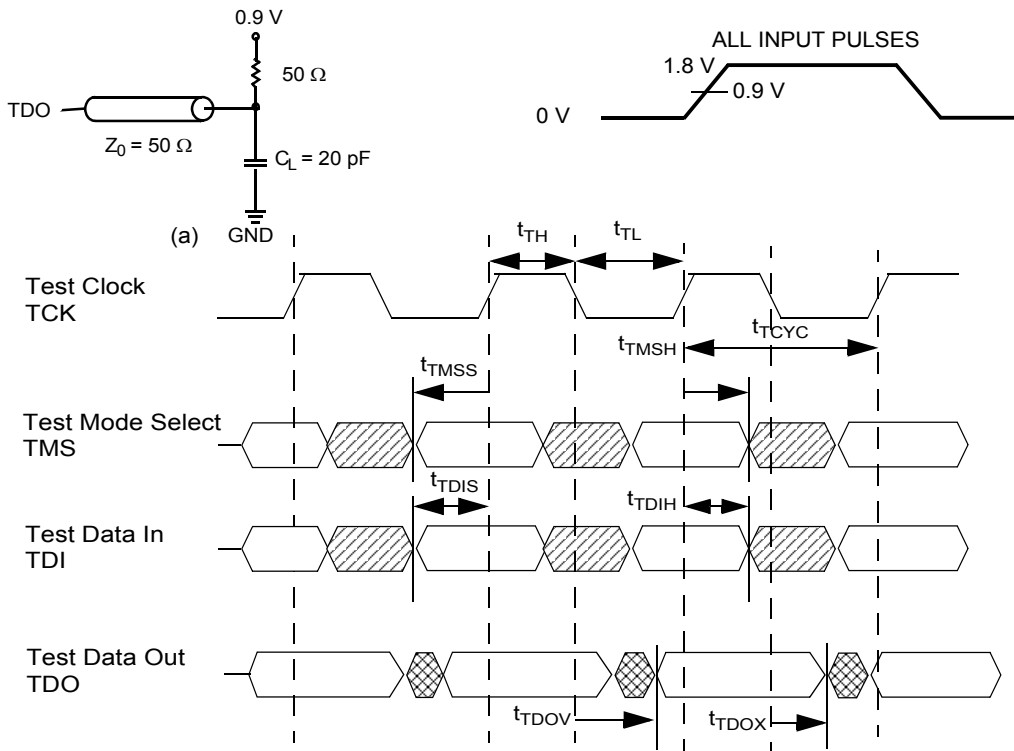 0.9 V
ALL INPUT PULSES
50 Ω
1.8 V
0.9 V
TDO
0 V
Z0 = 50 Ω
CL = 20 pF
(a)
GND
tTH
tTL
Test Clock
TCK
tTMSH
tTCYC
tTMSS
Test Mode Select
TMS
tTDIS
tTDIH
Test Data In
TDI
Test Data Out
TDO
tTDOV
tTDOX